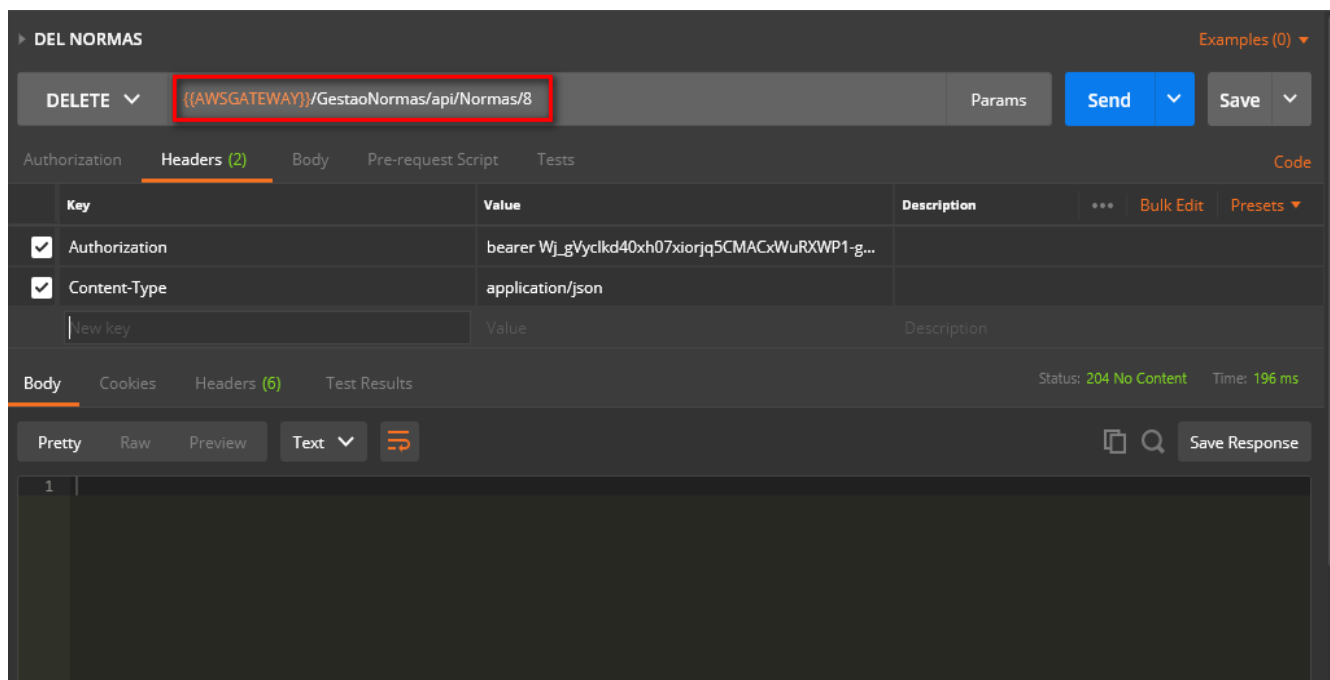 DEL NORMAS Examples (0)
DELETE {{AWSGATEWAY}}/GestaoNormas/api/Normas/8 Params Send Save
Authorization Headers (2) Body Pre-request Script Tests Code
Key Value Description ••• Bulk Edit Presets
Authorization bearer Wj_gVyclkd40xh07xiorjq5CMACxWuRXWP1-g...
Content-Type application/json
New key Value Description
Body Cookies Headers (6) Test Results Status: 204 No Content Time: 196 ms
Pretty Raw Preview Text Save Response
1